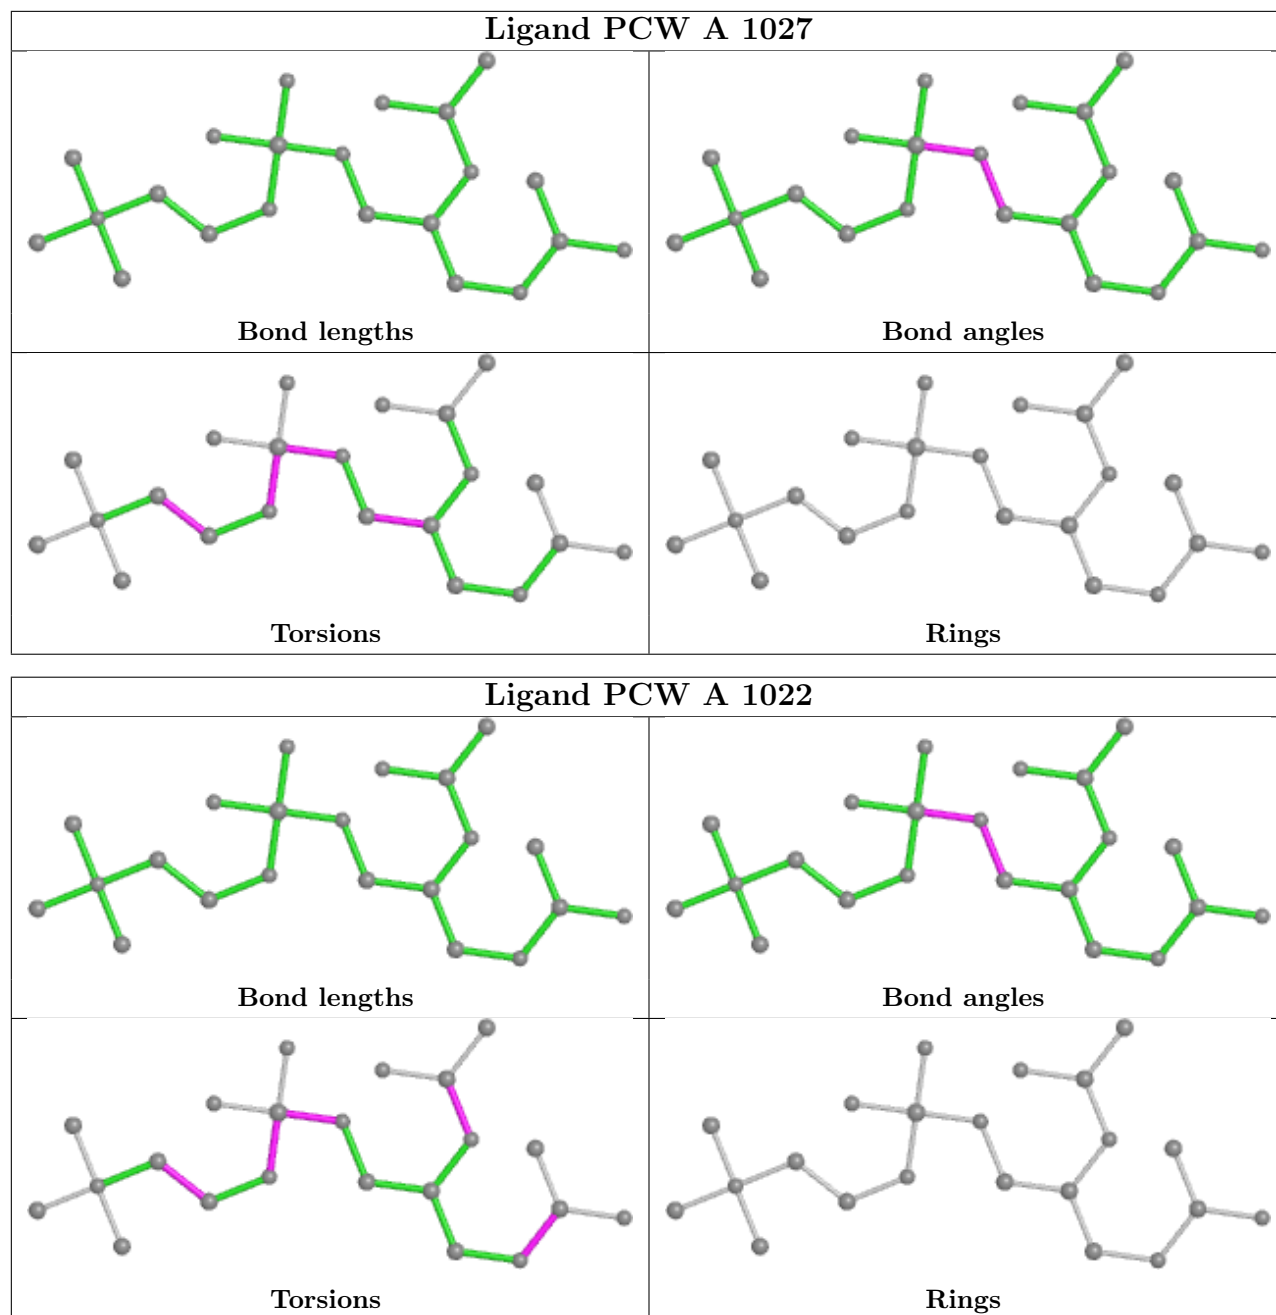 Ligand PCW A 1027
Bond lengths
Bond angles
Torsions
Rings
Ligand PCW A 1022
Bond lengths
Bond angles
Torsions
Rings